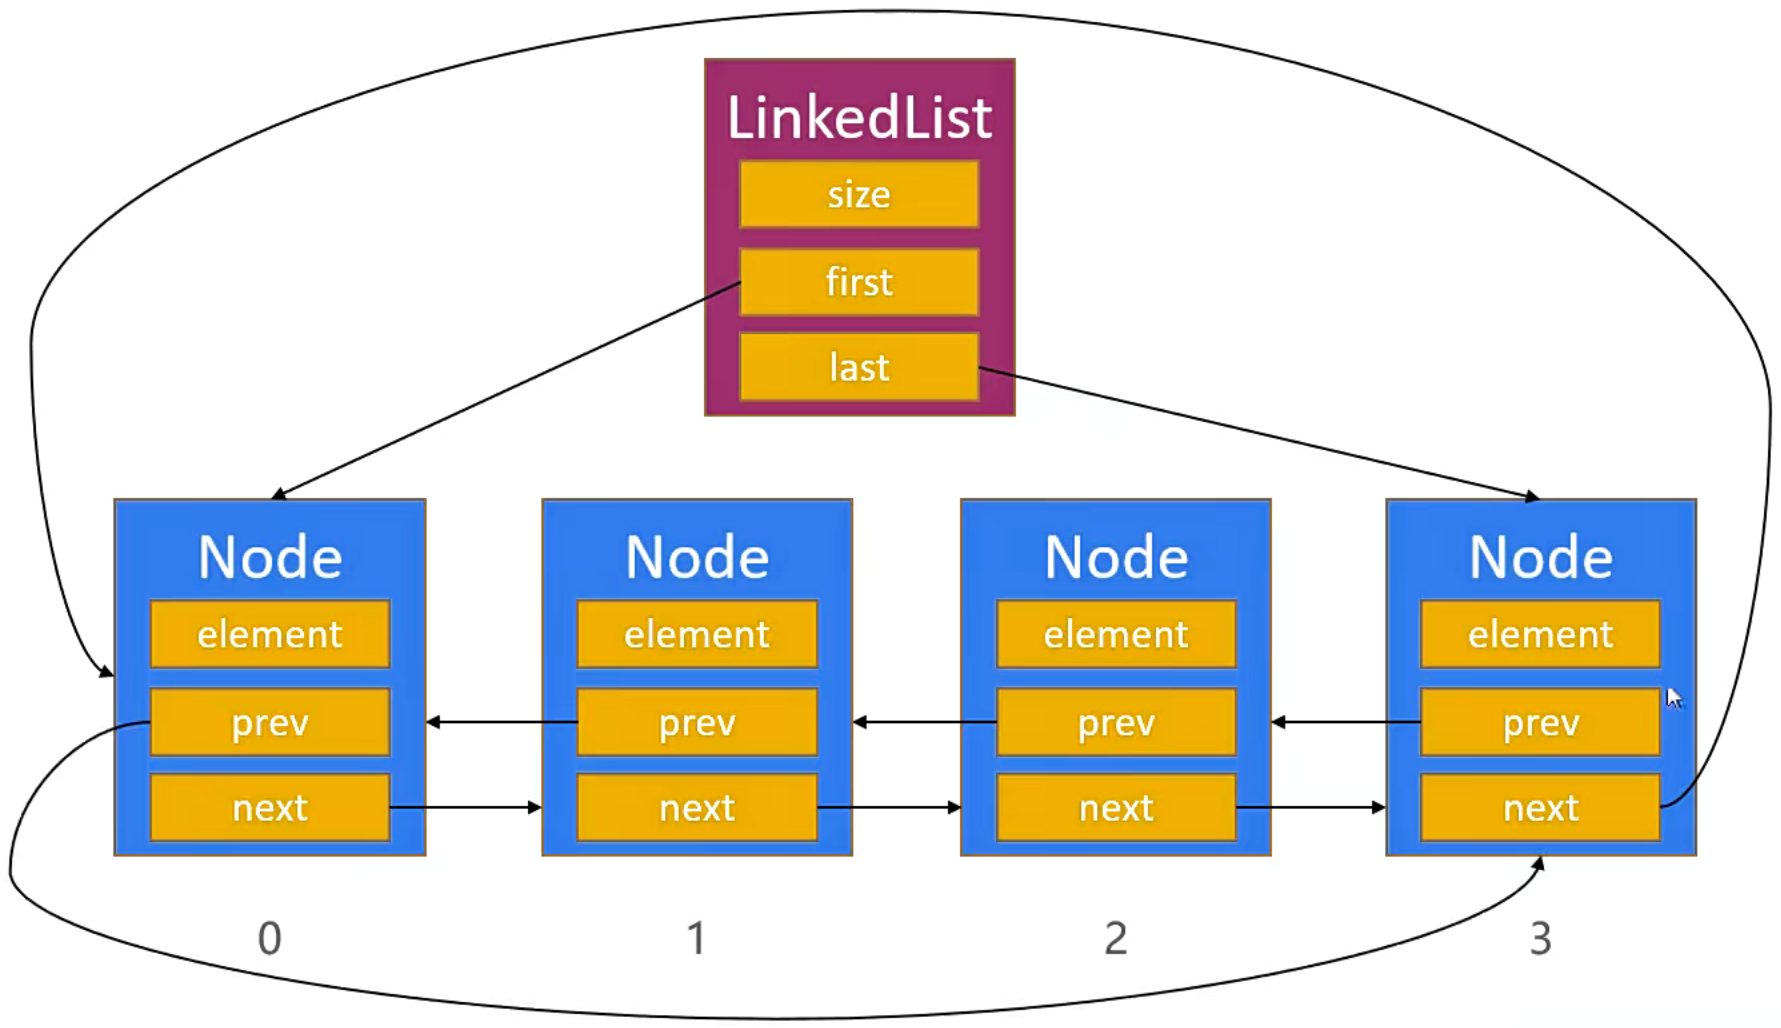 LinkedList
size
first
last
Node
element
prev
next
Node
element
prev
next
Node
element
prev
next
Node
element
prev
next
0
1
2
3